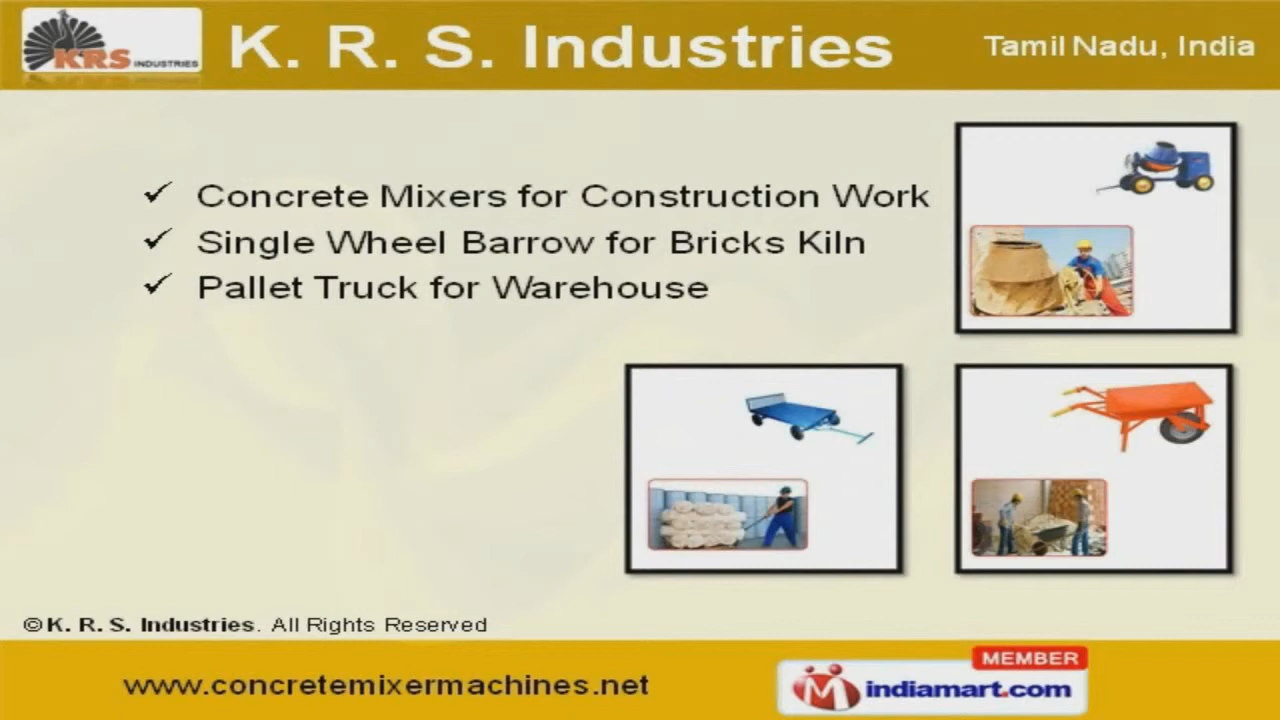 KRS INDUSTRIES
K. R. S. Industries
Tamil Nadu, India
✓ Concrete Mixers for Construction Work
✓ Single Wheel Barrow for Bricks Kiln
✓ Pallet Truck for Warehouse
© K. R. S. Industries. All Rights Reserved
www.concretemixermachines.net
MEMBER
indiamart.com